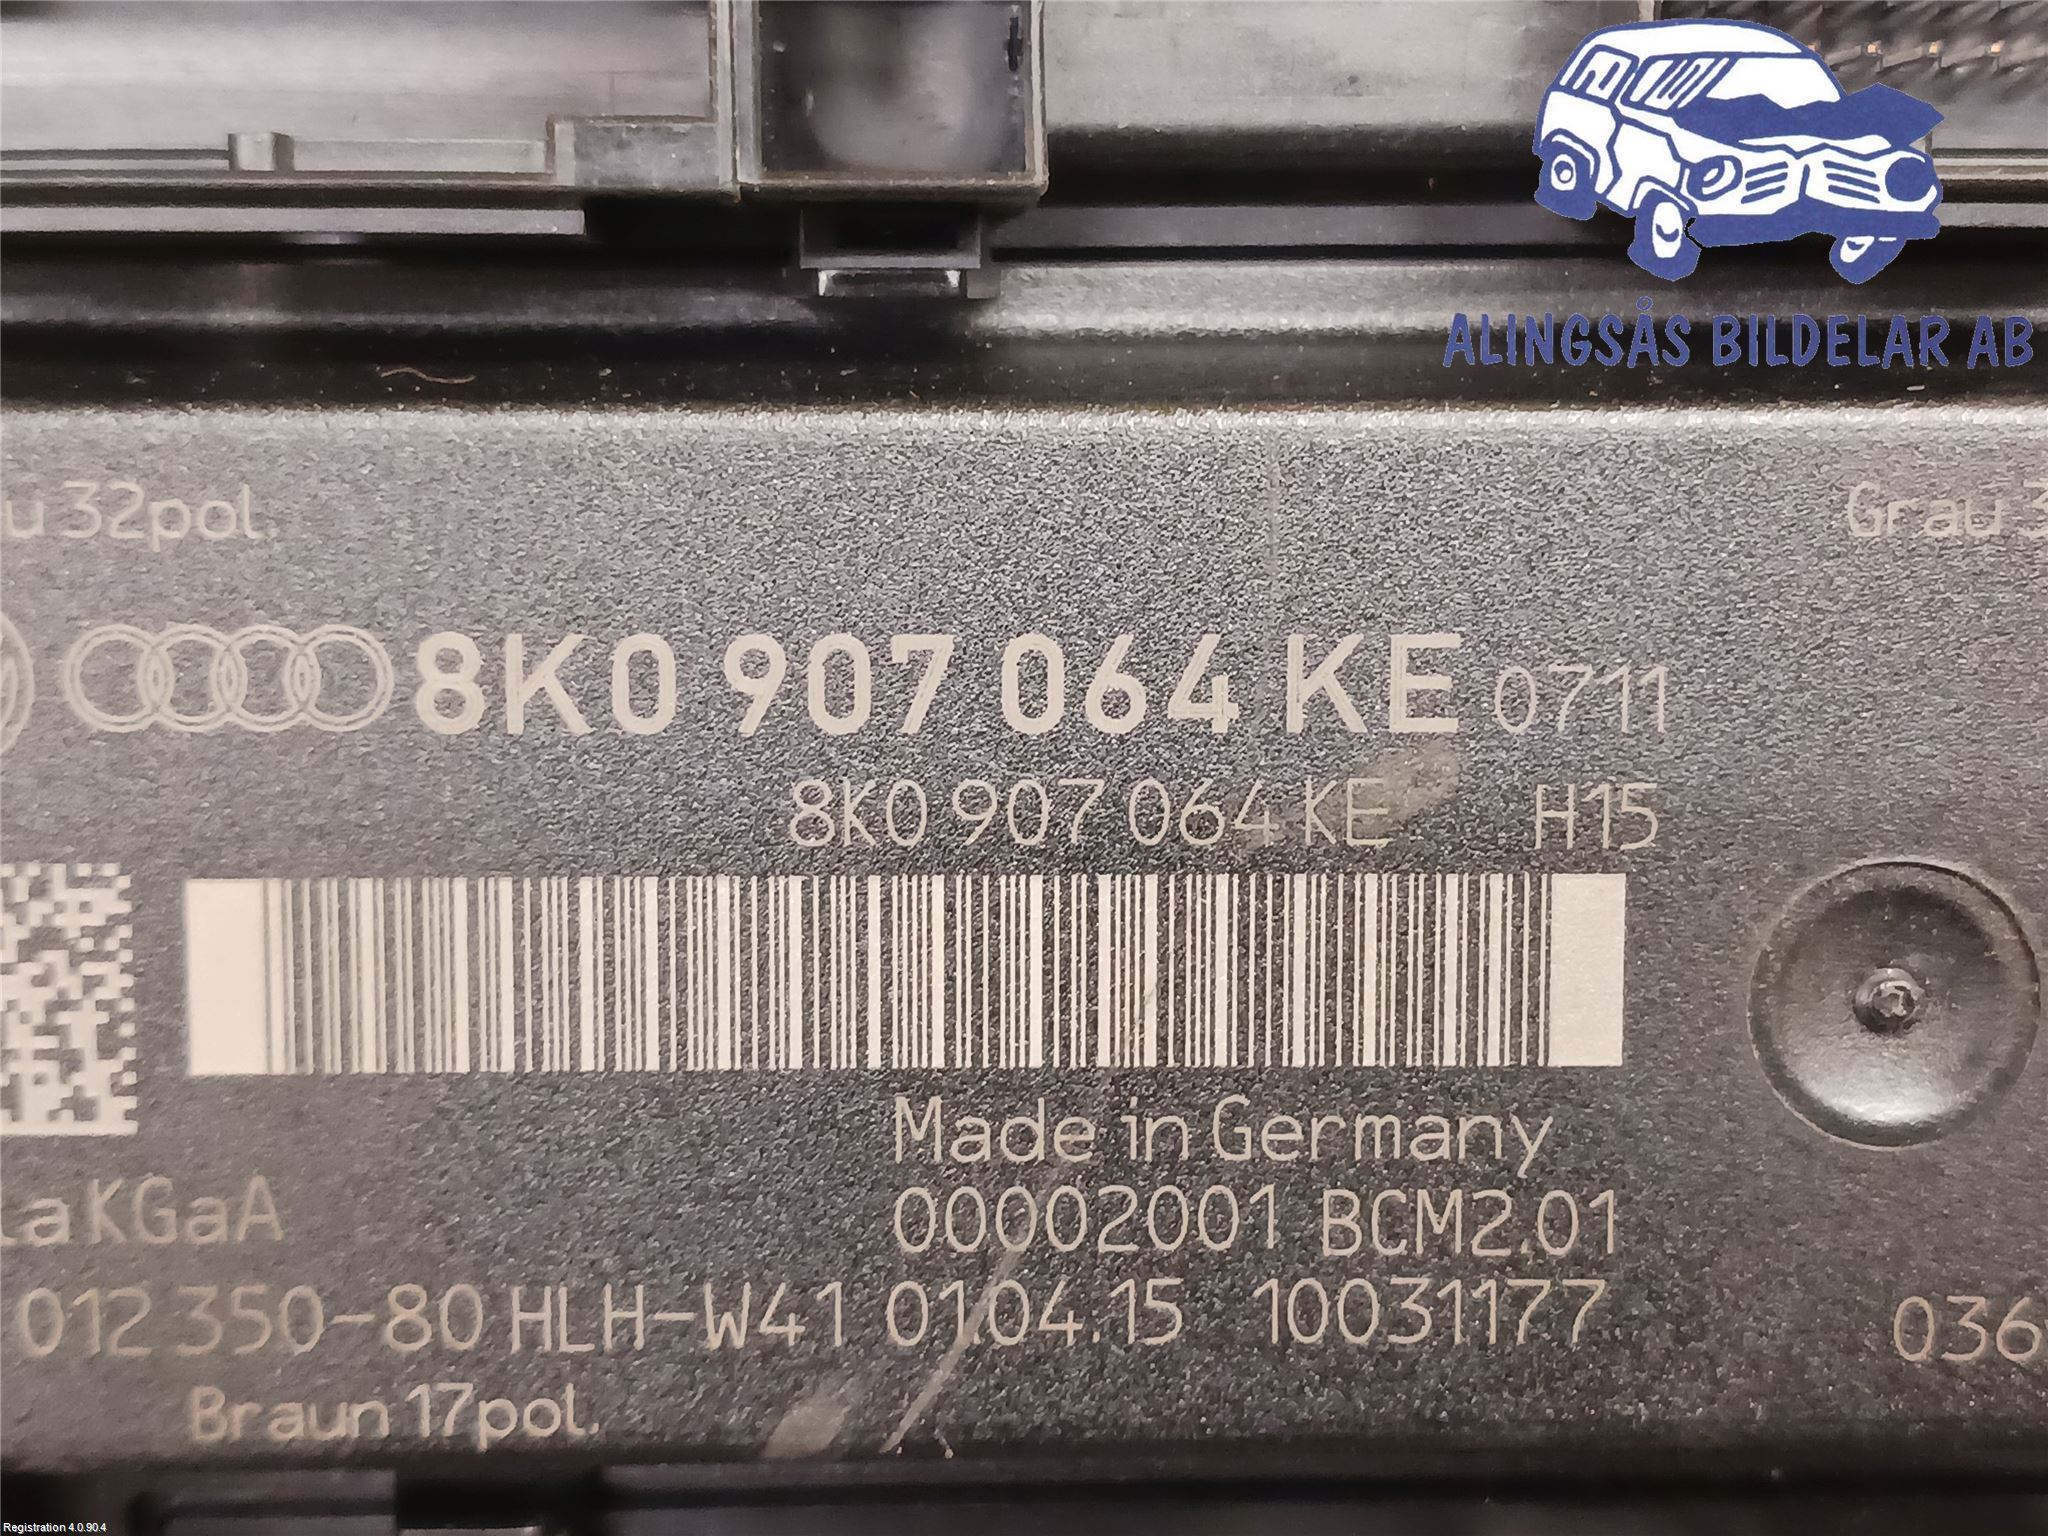 ALINGSÅS BILDELAR AB
u 32pol.
Grau 3
8K0 907 064 KE 0711
8K0 907 064 KE H15
Made in Germany
la KGaA
00002001 BCM2.01
012 350-80 HLH-W41 01.04.15 10031177
036
Braun 17pol.
Registration 4.0.90.4